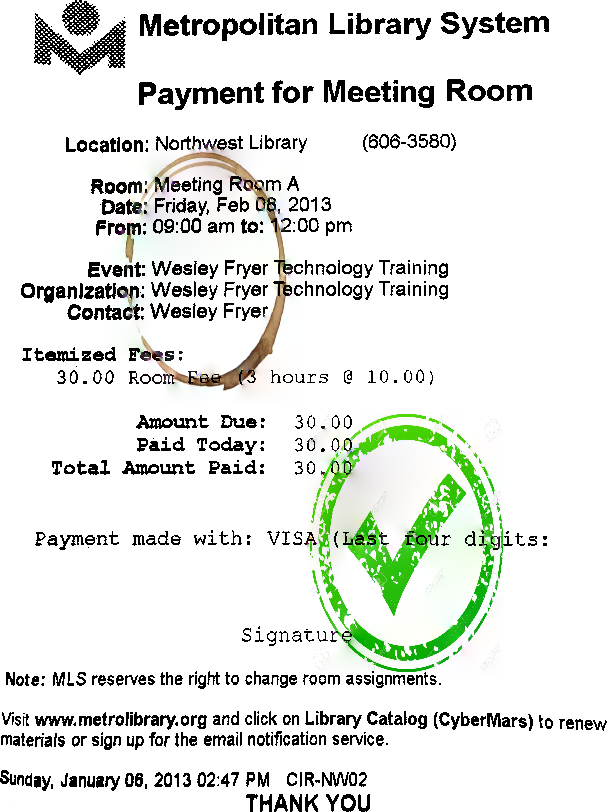 Metropolitan Library System
Payment for Meeting Room
Location: Northwest Library (606-3580)
Room: Meeting Room A
Date: Friday, Feb 08, 2013
From: 09:00 am to: 12:00 pm
Event: Wesley Fryer Technology Training
Organization: Wesley Fryer Technology Training
Contact: Wesley Fryer
Itemized Fees:
30.00 Room Fee (3 hours @ 10.00)
Amount Due: 30.00
Paid Today: 30.00
Total Amount Paid: 30.00
Payment made with: VISA (Last four digits:
Signature
Note: MLS reserves the right to change room assignments.
Visit www.metrolibrary.org and click on Library Catalog (CyberMars) to renew
materials or sign up for the email notification service.
Sunday, January 06, 2013 02:47 PM CIR-NW02
THANK YOU